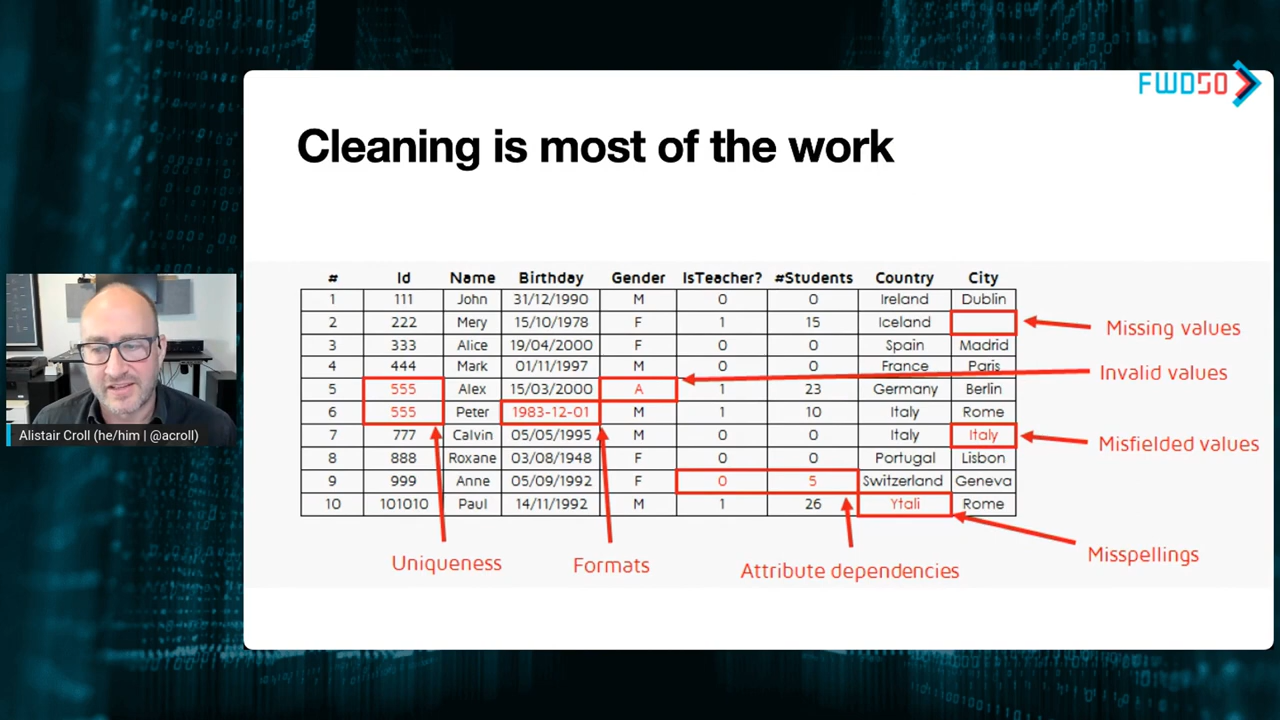 FWD50
Cleaning is most of the work
# Id Name Birthday Gender IsTeacher? #Students Country City
1 111 John 31/12/1990 M 0 0 Ireland Dublin
2 222 Mery 15/10/1978 F 1 15 Iceland
3 333 Alice 19/04/2000 F 0 0 Spain Madrid
4 444 Mark 01/11/1997 M 0 0 France Paris
5 555 Alex 15/03/2000 A 1 23 Germany Berlin
6 555 Peter 1983-12-01 M 1 10 Italy Rome
7 777 Calvin 05/05/1995 M 0 0 Italy Italy
8 888 Roxane 03/08/1948 F 0 0 Portugal Lisbon
9 999 Anne 05/09/1992 F 0 5 Switzerland Geneva
10 101010 Paul 14/11/1992 M 1 26 Ytali Rome
Missing values
Invalid values
Misfielded values
Misspellings
Uniqueness
Formats
Attribute dependencies
Alistair Croll (he/him | @acroll)